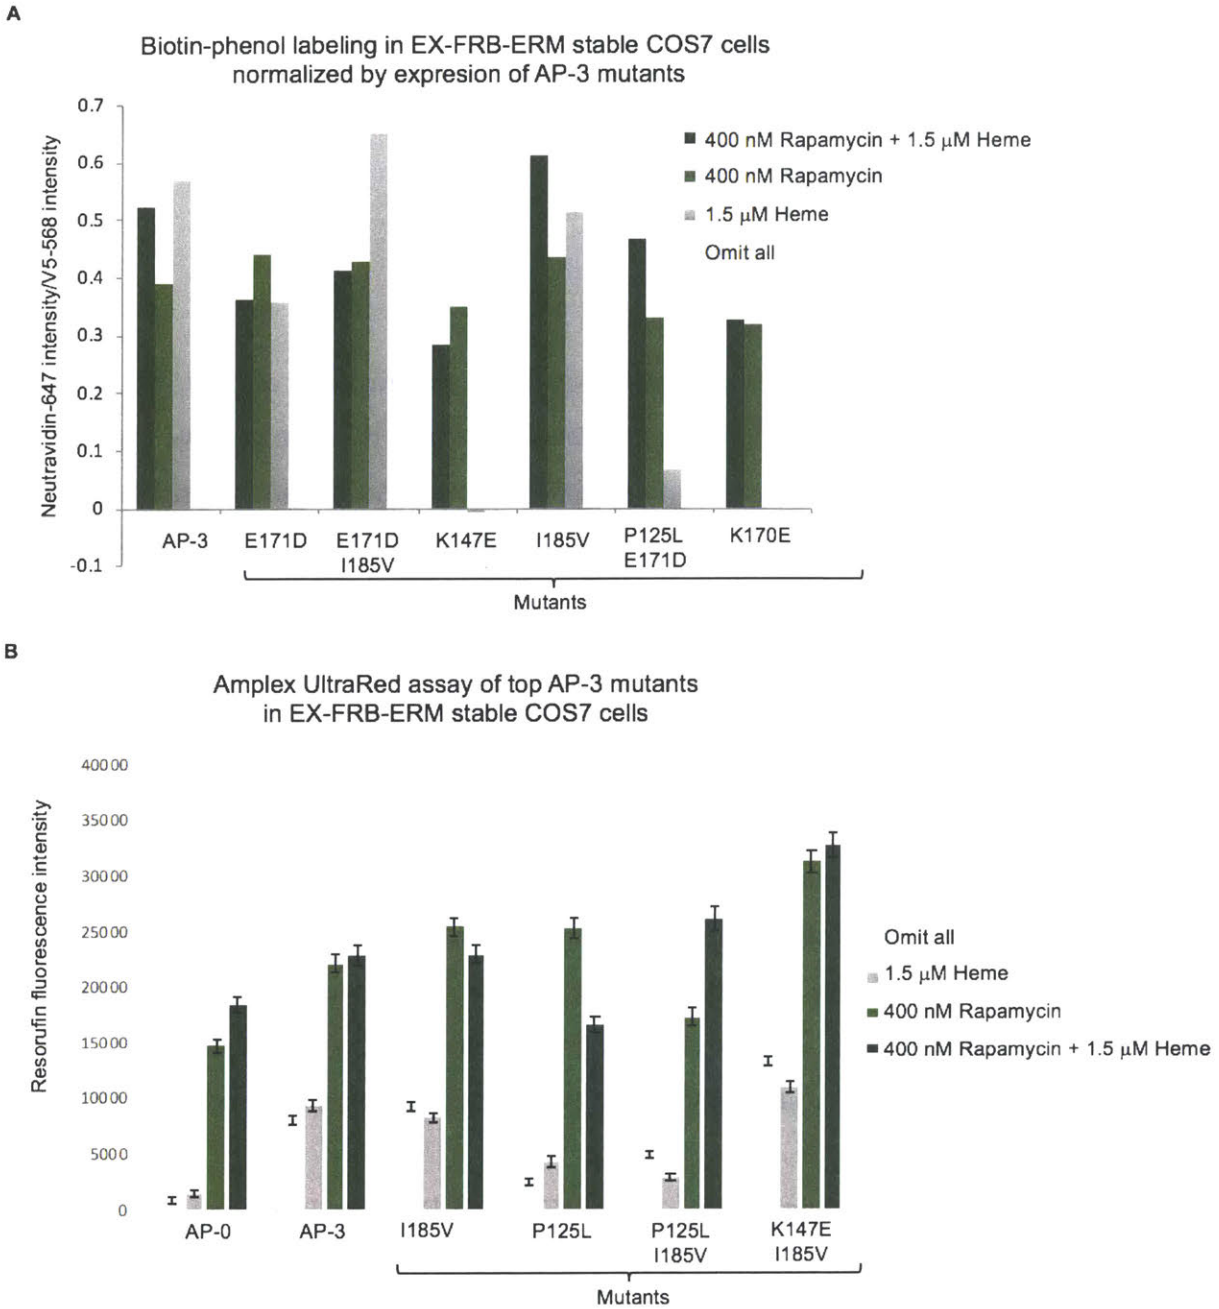 A
Biotin-phenol labeling in EX-FRB-ERM stable COS7 cells
normalized by expresion of AP-3 mutants
Neutravidin-647 intensity/V5-568 intensity
0.7
0.6
0.5
0.4
0.3
0.2
0.1
0
-0.1
400 nM Rapamycin + 1.5 μM Heme
400 nM Rapamycin
1.5 μM Heme
Omit all
AP-3 E171D E171D K147E I185V P125L K170E
I185V E171D
Mutants
B
Amplex UltraRed assay of top AP-3 mutants
in EX-FRB-ERM stable COS7 cells
Resorufin fluorescence intensity
40000
35000
30000
25000
20000
15000
10000
5000
0
Omit all
1.5 μM Heme
400 nM Rapamycin
400 nM Rapamycin + 1.5 μM Heme
AP-0 AP-3 I185V P125L P125L K147E
I185V I185V
Mutants